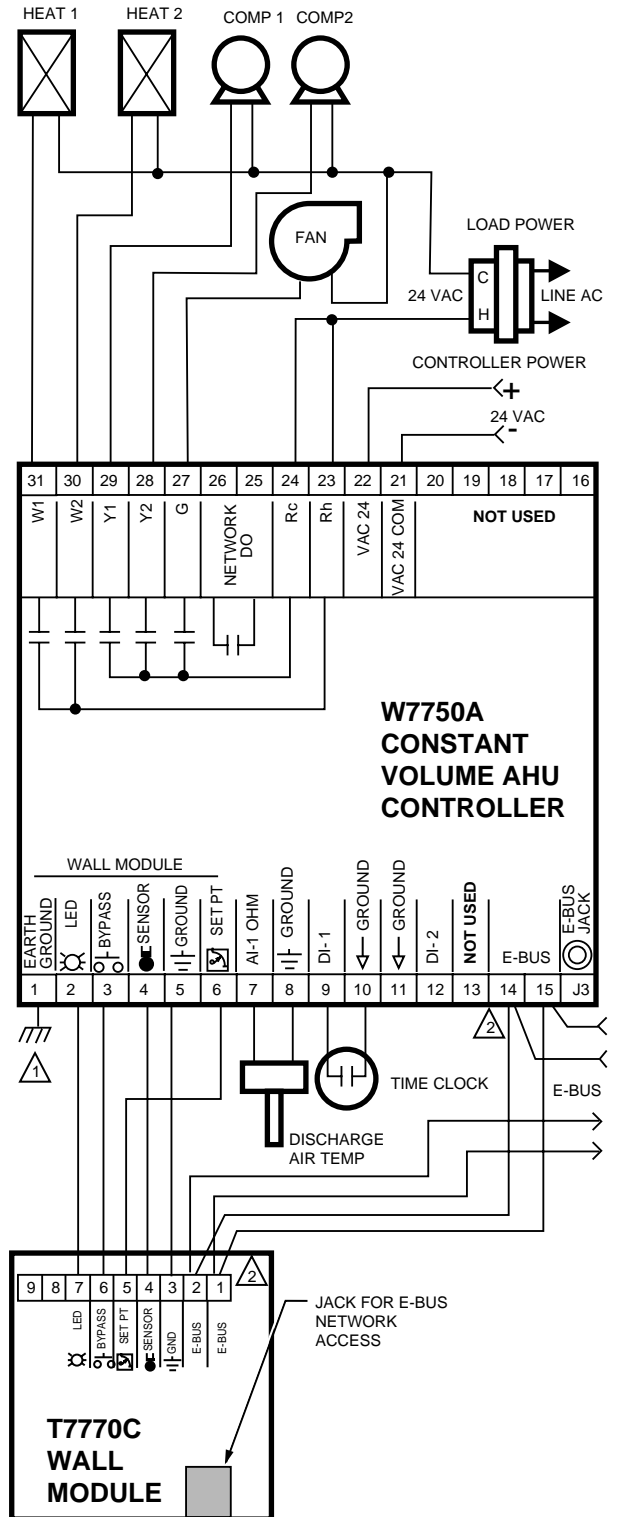 HEAT 1 HEAT 2 COMP 1 COMP2
FAN
LOAD POWER
24 VAC C H LINE AC
CONTROLLER POWER
+
24 VAC
-
31 30 29 28 27 26 25 24 23 22 21 20 19 18 17 16
W1 W2 Y1 Y2 G NETWORK DO Rc Rh VAC 24 VAC 24 COM NOT USED
W7750A
CONSTANT
VOLUME AHU
CONTROLLER
WALL MODULE
EARTH GROUND LED BYPASS SENSOR GROUND SET PT AI-1 OHM GROUND DI-1 GROUND GROUND DI-2 NOT USED E-BUS E-BUS JACK
1 2 3 4 5 6 7 8 9 10 11 12 13 14 15 J3
2
1
TIME CLOCK
E-BUS
DISCHARGE
AIR TEMP
9 8 7 6 5 4 3 2 1
2
LED BYPASS SET PT SENSOR GND E-BUS E-BUS
JACK FOR E-BUS
NETWORK
ACCESS
T7770C
WALL
MODULE